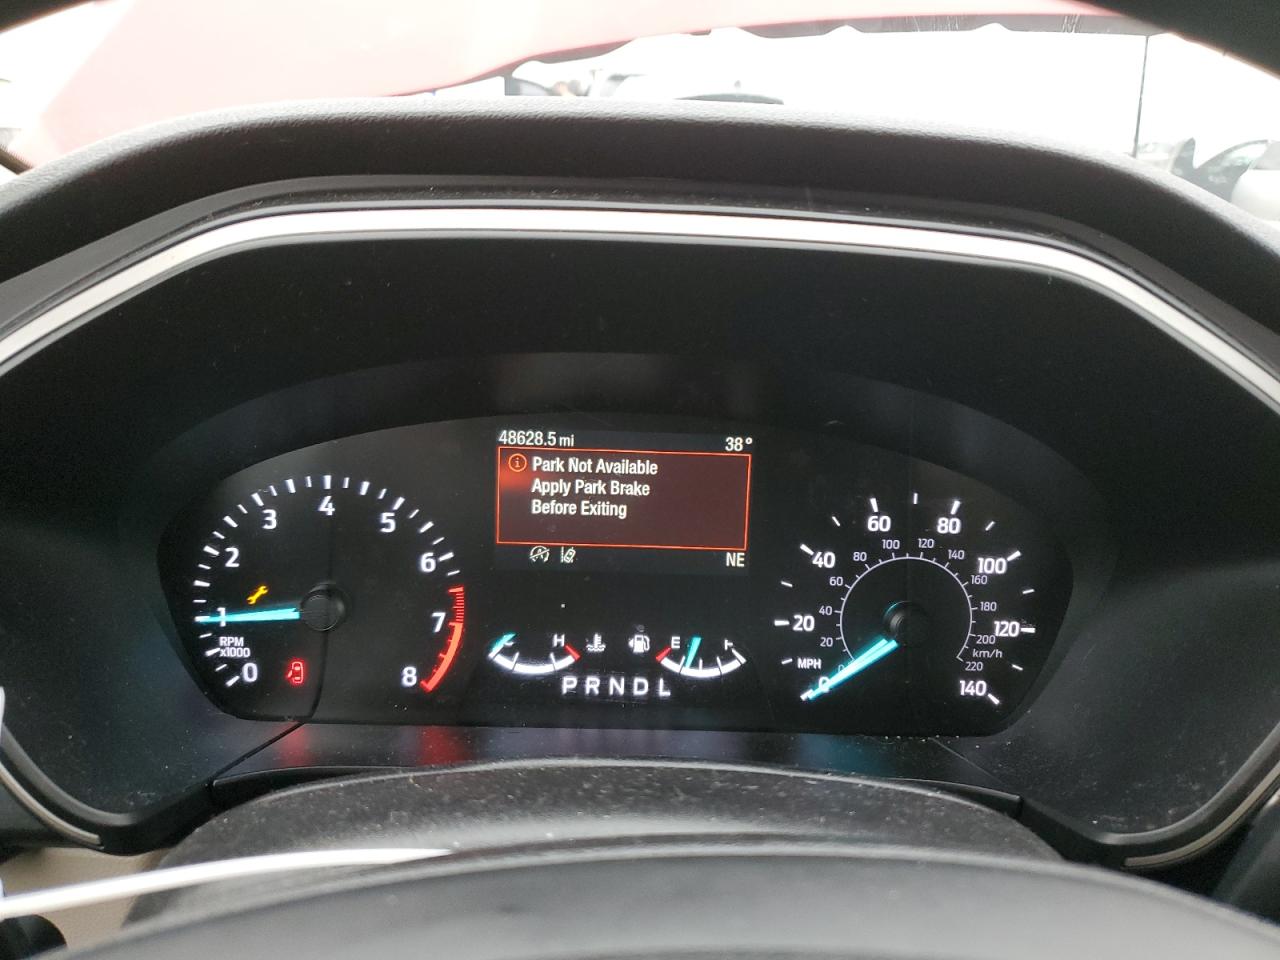 48628.5 mi 38°
Park Not Available
Apply Park Brake
Before Exiting
NE
0 1 2 3 4 5 6 7 8
RPM
x1000
H
E
P R N D L
0 20 40 60 80 100 120 140
MPH
0 20 40 60 80 100 120 140 160 180 200 220
km/h